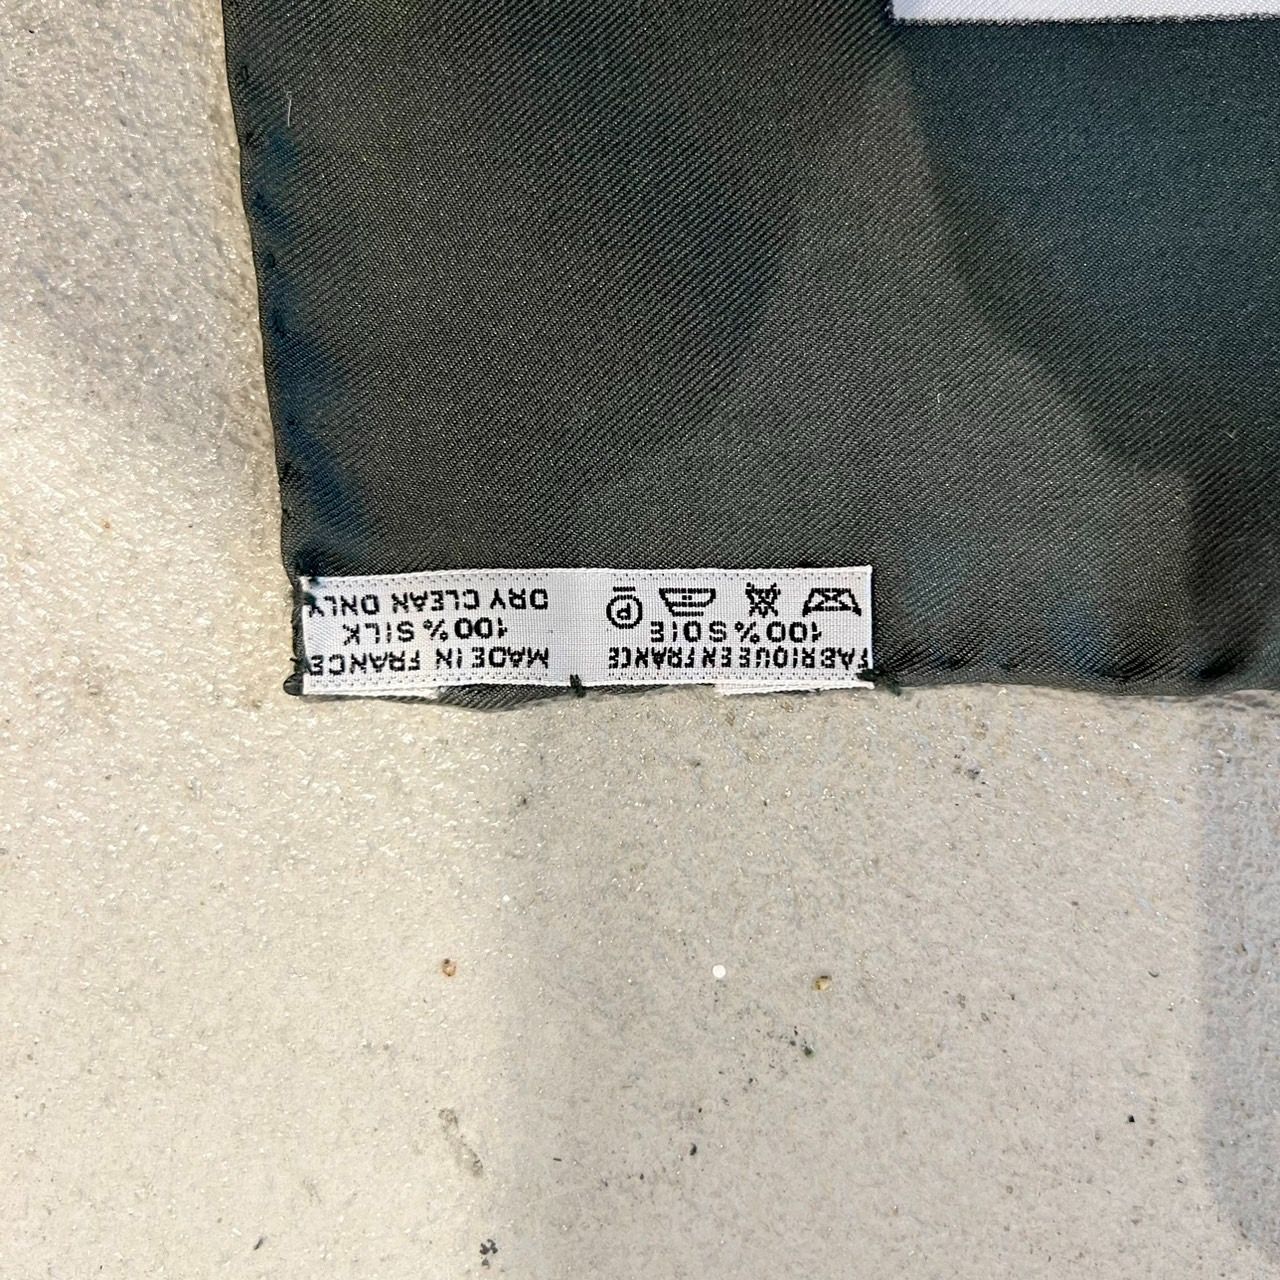 FABRIQUE EN FRANCE
100% SOIE
P
MADE IN FRANCE
100% SILK
DRY CLEAN ONLY